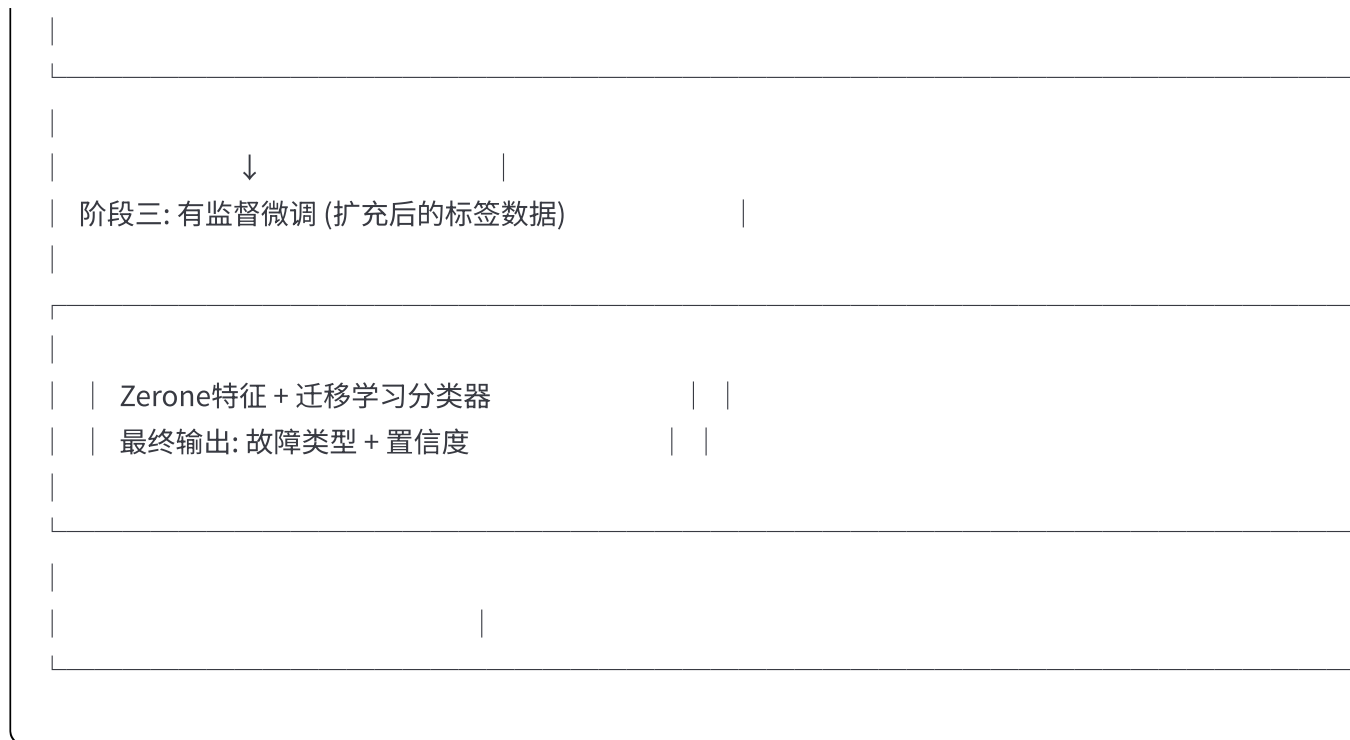 ↓
阶段三: 有监督微调 (扩充后的标签数据)
Zerone特征 + 迁移学习分类器
最终输出: 故障类型 + 置信度